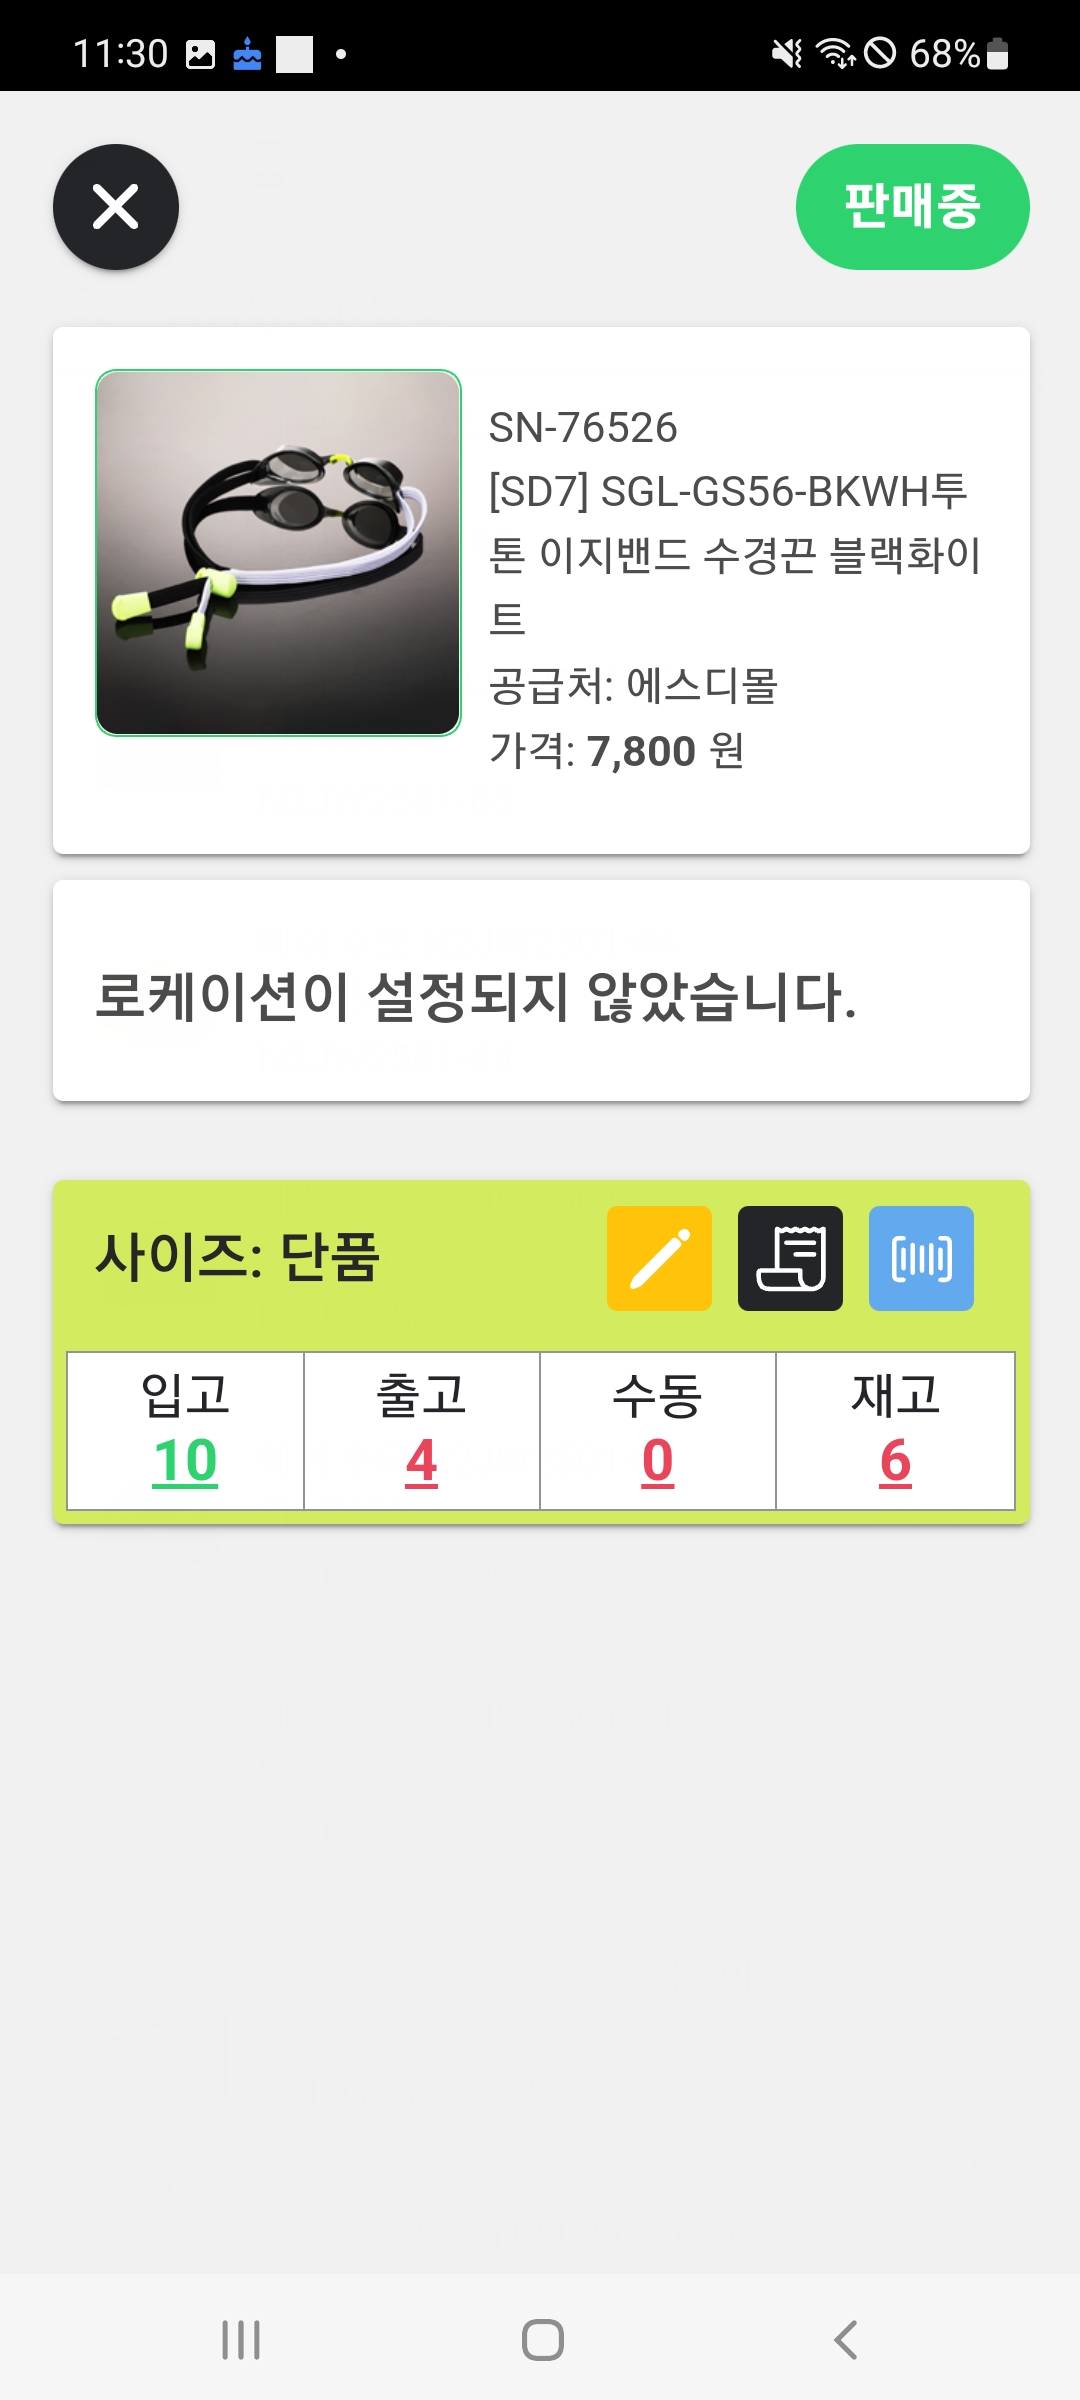 11:30
68%
판매중
SN-76526
[SD7] SGL-GS56-BKWH투
톤 이지밴드 수경끈 블랙화이
트
공급처: 에스디몰
가격: 7,800 원
로케이션이 설정되지 않았습니다.
사이즈: 단품
입고 출고 수동 재고
10 4 0 6